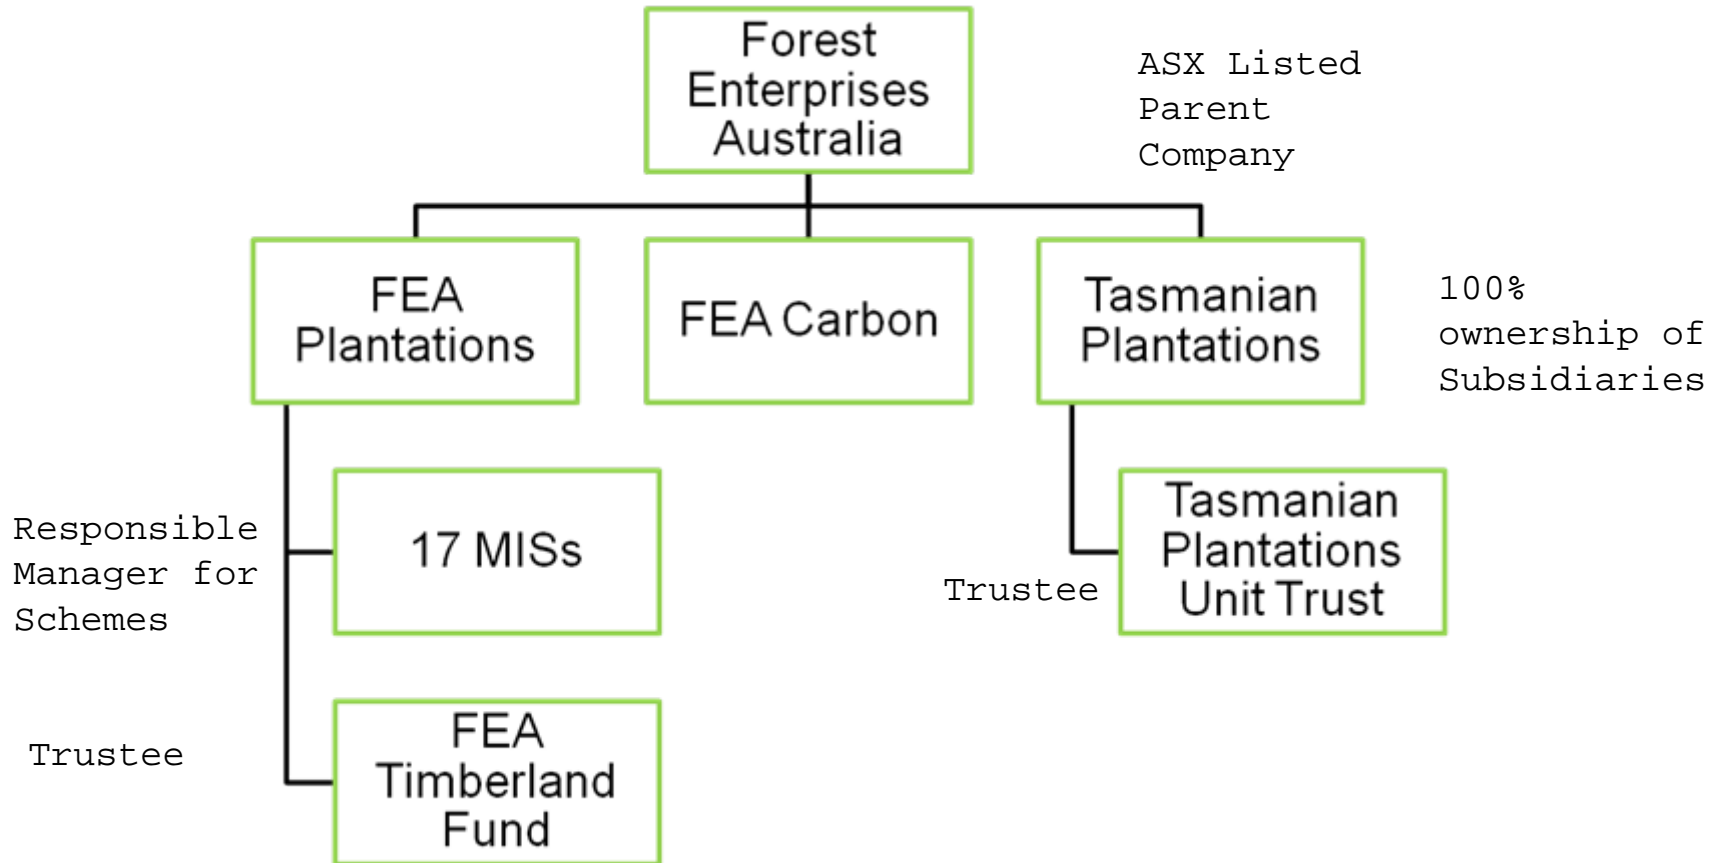 Forest
Enterprises
Australia
ASX Listed
Parent
Company
FEA
Plantations
FEA Carbon
Tasmanian
Plantations
100%
ownership of
Subsidiaries
Responsible
Manager for
Schemes
17 MISs
Trustee
Tasmanian
Plantations
Unit Trust
Trustee
FEA
Timberland
Fund